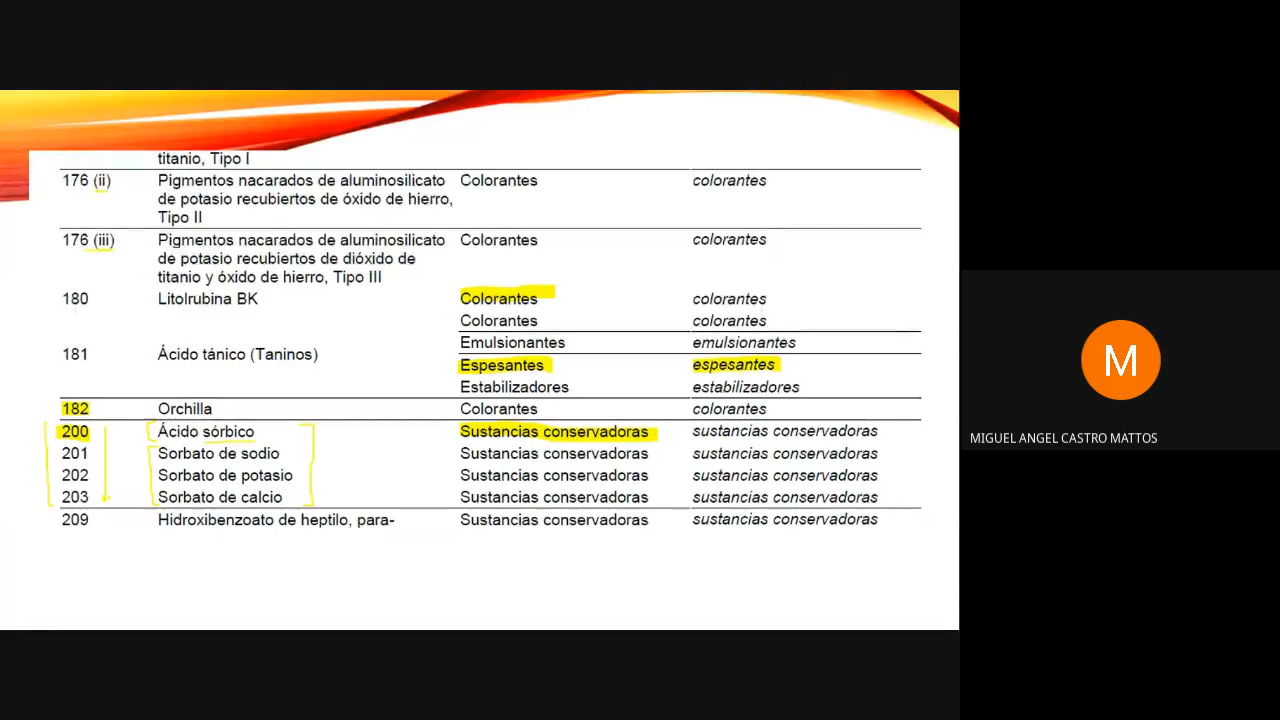 titanio, Tipo I
176 (ii) Pigmentos nacarados de aluminosilicato Colorantes colorantes
de potasio recubiertos de óxido de hierro,
Tipo II
176 (iii) Pigmentos nacarados de aluminosilicato Colorantes colorantes
de potasio recubiertos de dióxido de
titanio y óxido de hierro, Tipo III
180 Litolrubina BK Colorantes colorantes
Colorantes colorantes
Emulsionantes emulsionantes
181 Ácido tánico (Taninos)
Espesantes espesantes
Estabilizadores estabilizadores
182 Orchilla Colorantes colorantes
200 Ácido sórbico Sustancias conservadoras sustancias conservadoras
201 Sorbato de sodio Sustancias conservadoras sustancias conservadoras
202 Sorbato de potasio Sustancias conservadoras sustancias conservadoras
203 Sorbato de calcio Sustancias conservadoras sustancias conservadoras
209 Hidroxibenzoato de heptilo, para- Sustancias conservadoras sustancias conservadoras
M
MIGUEL ANGEL CASTRO MATTOS